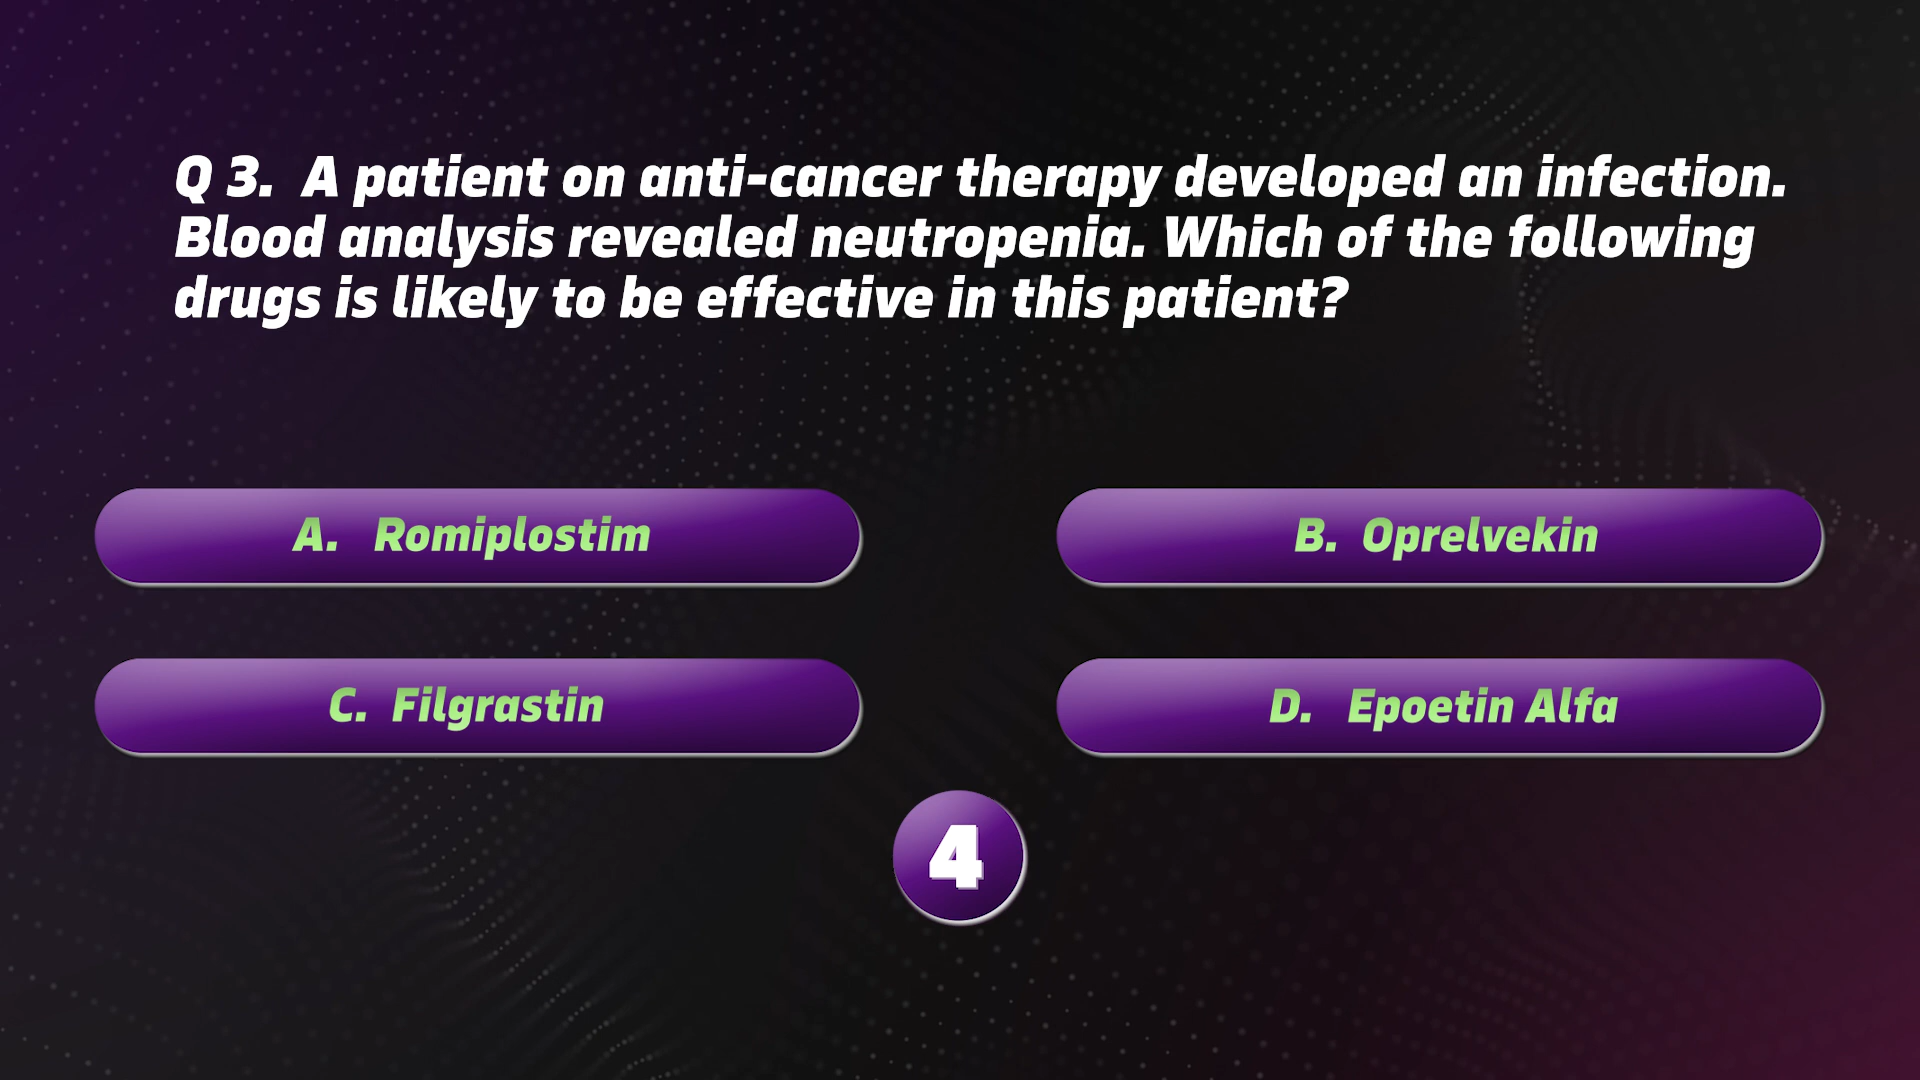 Q 3. A patient on anti-cancer therapy developed an infection.
Blood analysis revealed neutropenia. Which of the following
drugs is likely to be effective in this patient?
A. Romiplostim
B. Oprelvekin
C. Filgrastin
D. Epoetin Alfa
4